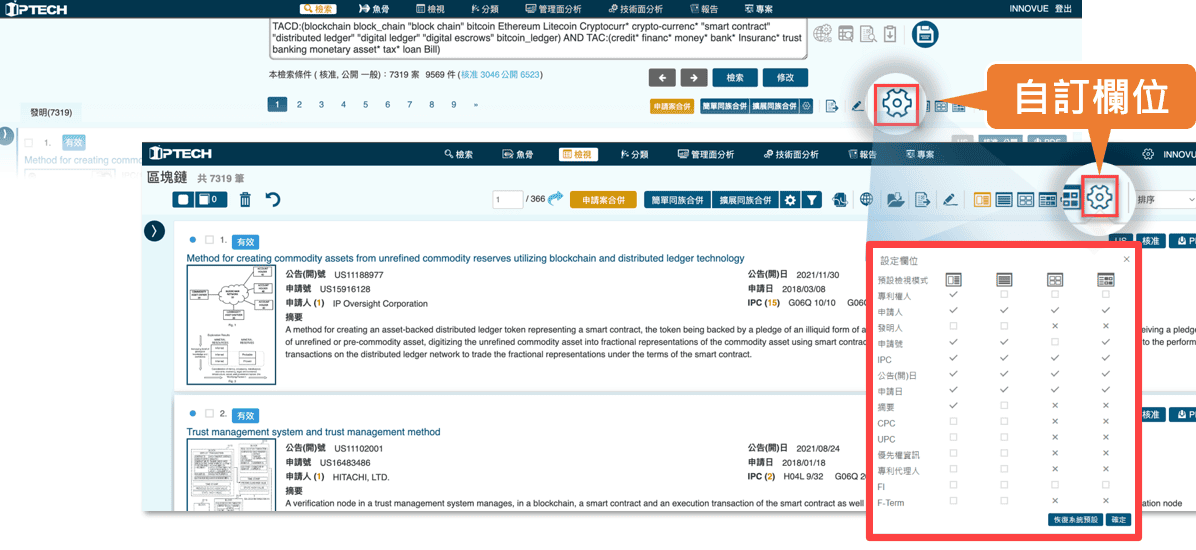 IPTECH
檢索
魚骨
檢視
分類
管理面分析
技術面分析
報告
專案
INNOVUE 登出
TACD:(blockchain block_chain "block chain" bitcoin Ethereum Litecoin Cryptocurr* crypto-currenc* "smart contract"
"distributed ledger" "digital ledger" "digital escrows" bitcoin_ledger) AND TAC:(credit* financ* money* bank* Insuranc* trust
banking monetary asset* tax* loan Bill)
本檢索條件 ( 核准, 公開 一般)：7319 案 9569 件 (核准 3046 公開 6523)
檢索
修改
發明(7319)
1 2 3 4 5 6 7 8 9 »
申請案合併
簡單同族合併
擴展同族合併
自訂欄位
1.
有效
Method for creating commo
IPTECH
檢索
魚骨
檢視
分類
管理面分析
技術面分析
報告
專案
INNOVU
區塊鏈 共 7319 筆
0
1 / 366
申請案合併
簡單同族合併
擴展同族合併
排序
1.
有效
US
核准
Method for creating commodity assets from unrefined commodity reserves utilizing blockchain and distributed ledger technology
公告(開)號 US11188977
公告(開)日 2021/11/30
申請號 US15916128
申請日 2018/03/08
申請人 (1) IP Oversight Corporation
IPC (15) G06Q 10/10 G06
摘要
A method for creating an asset-backed distributed ledger token representing a smart contract, the token being backed by a pledge of an illiquid form of a
eiving a pledg
of unrefined or pre-commodity asset, digitizing the unrefined commodity asset into fractional representations of the commodity asset using smart contrac
to the perform
transactions on the distributed ledger network to trade the fractional representations under the terms of the smart contract.
2.
有效
核准
Trust management system and trust management method
公告(開)號 US11102001
公告(開)日 2021/08/24
申請號 US16483486
申請日 2018/01/18
申請人 (1) HITACHI, LTD.
IPC (2) H04L 9/32 G06Q 2
摘要
A verification node in a trust management system manages, in a blockchain, a smart contract and an execution transaction of the smart contract as well
ation node
設定欄位 ×
預設檢視模式
專利權人
申請人
發明人
申請號
IPC
公告(開)日
申請日
摘要
CPC
UPC
優先權資訊
專利代理人
FI
F-Term
恢復系統預設
確定